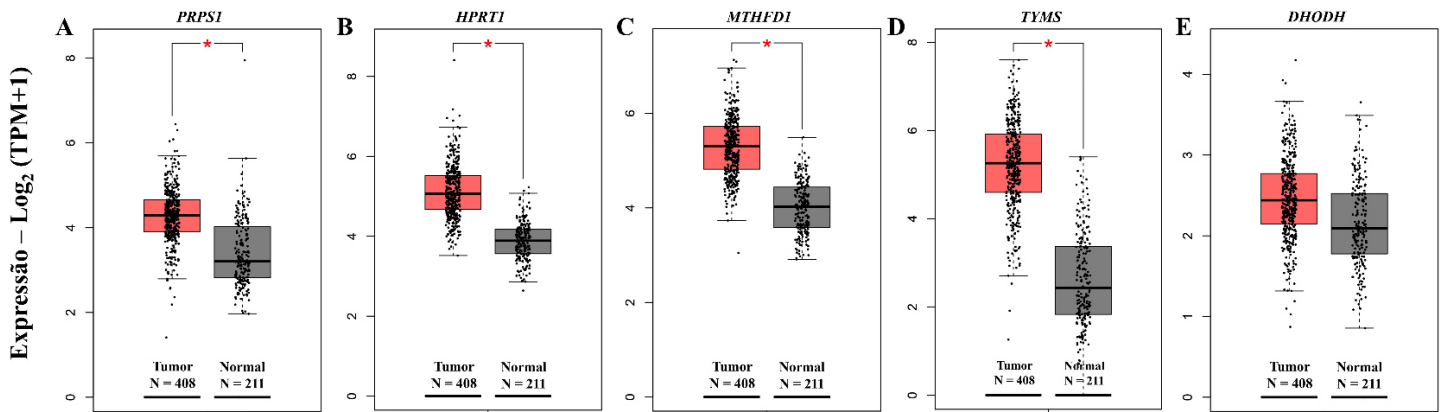 A PRPS1
B HPRT1
C MTHFD1
D TYMS
E DHODH
Expressão – Log₂ (TPM+1)
8
6
4
2
0
*
Tumor Normal
N = 408 N = 211
8
6
4
2
0
*
Tumor Normal
N = 408 N = 211
6
4
2
0
*
Tumor Normal
N = 408 N = 211
8
6
4
2
0
*
Tumor Normal
N = 408 N = 211
4
3
2
1
0
Tumor Normal
N = 408 N = 211